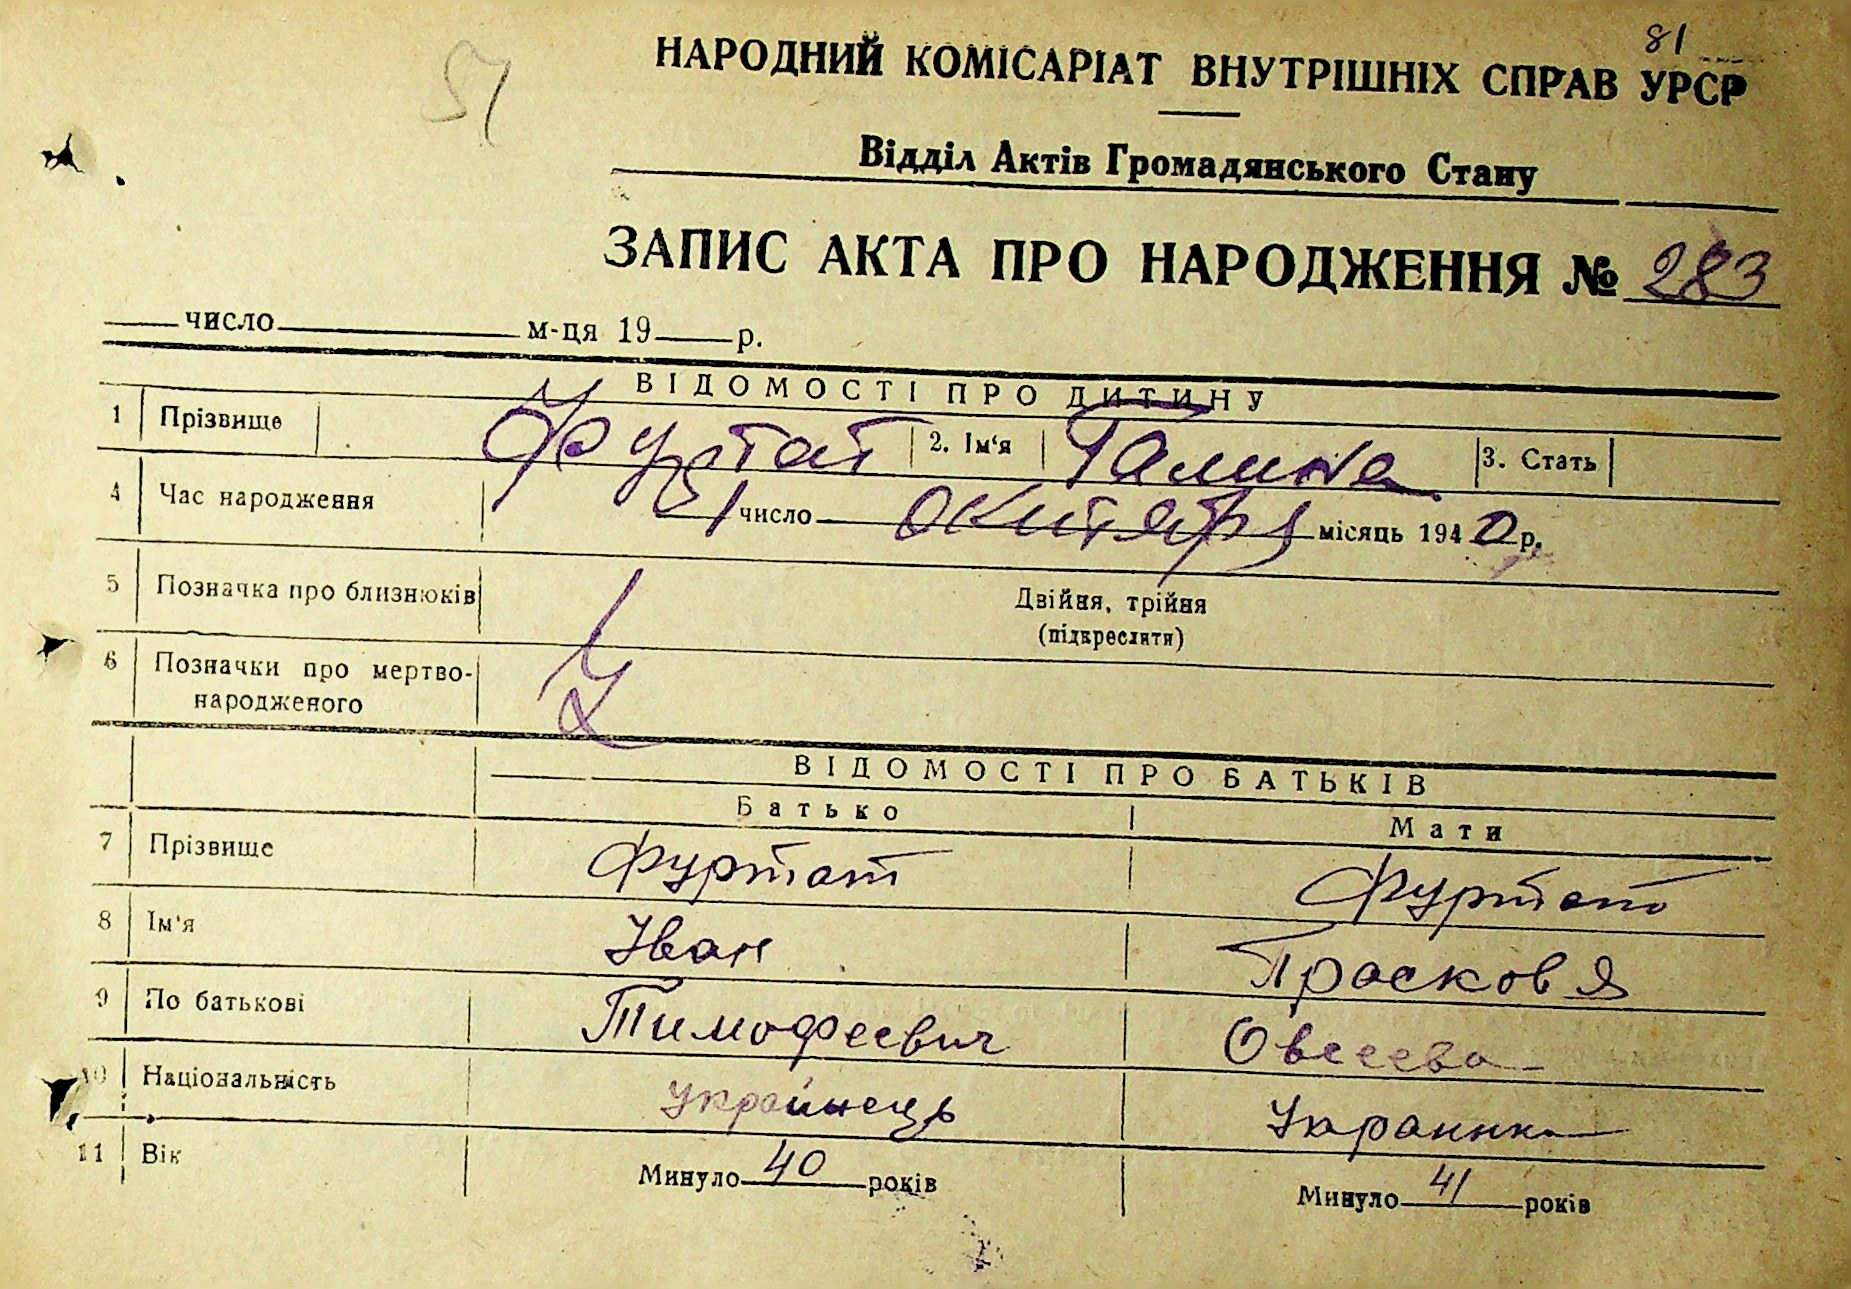 81
51
НАРОДНИЙ КОМІСАРІАТ ВНУТРІШНІХ СПРАВ УРСР
Відділ Актів Громадянського Стану
ЗАПИС АКТА ПРО НАРОДЖЕННЯ № 283
число м-ця 19 р.
ВІДОМОСТІ ПРО ДИТИНУ
1 Прізвище Фуртат 2. Ім'я Галина 3. Стать
4 Час народження 31 число октября місяць 1940 р.
5 Позначка про близнюків Двійня, трійня
(підкреслити)
6 Позначки про мертво-
народженого
ВІДОМОСТІ ПРО БАТЬКІВ
Батько Мати
7 Прізвище Фуртат Фуртат
8 Ім'я Іван Прасковя
9 По батькові Тимофеевич Овсеева
10 Національність Українець Украинка
11 Вік Минуло 40 років Минуло 41 років